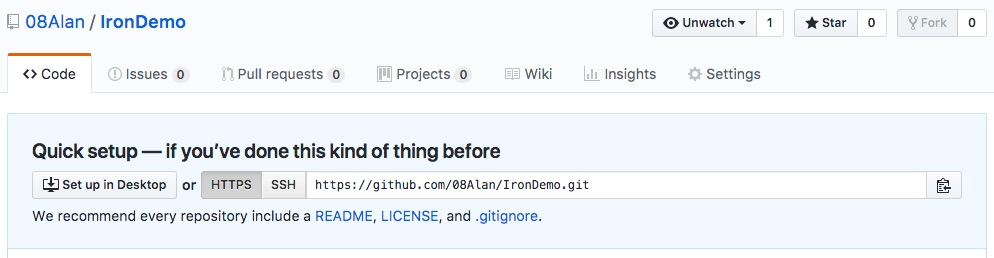 08Alan / IronDemo
Unwatch 1 Star 0 Fork 0
Code Issues 0 Pull requests 0 Projects 0 Wiki Insights Settings
Quick setup — if you’ve done this kind of thing before
Set up in Desktop or HTTPS SSH https://github.com/08Alan/IronDemo.git
We recommend every repository include a README, LICENSE, and .gitignore.